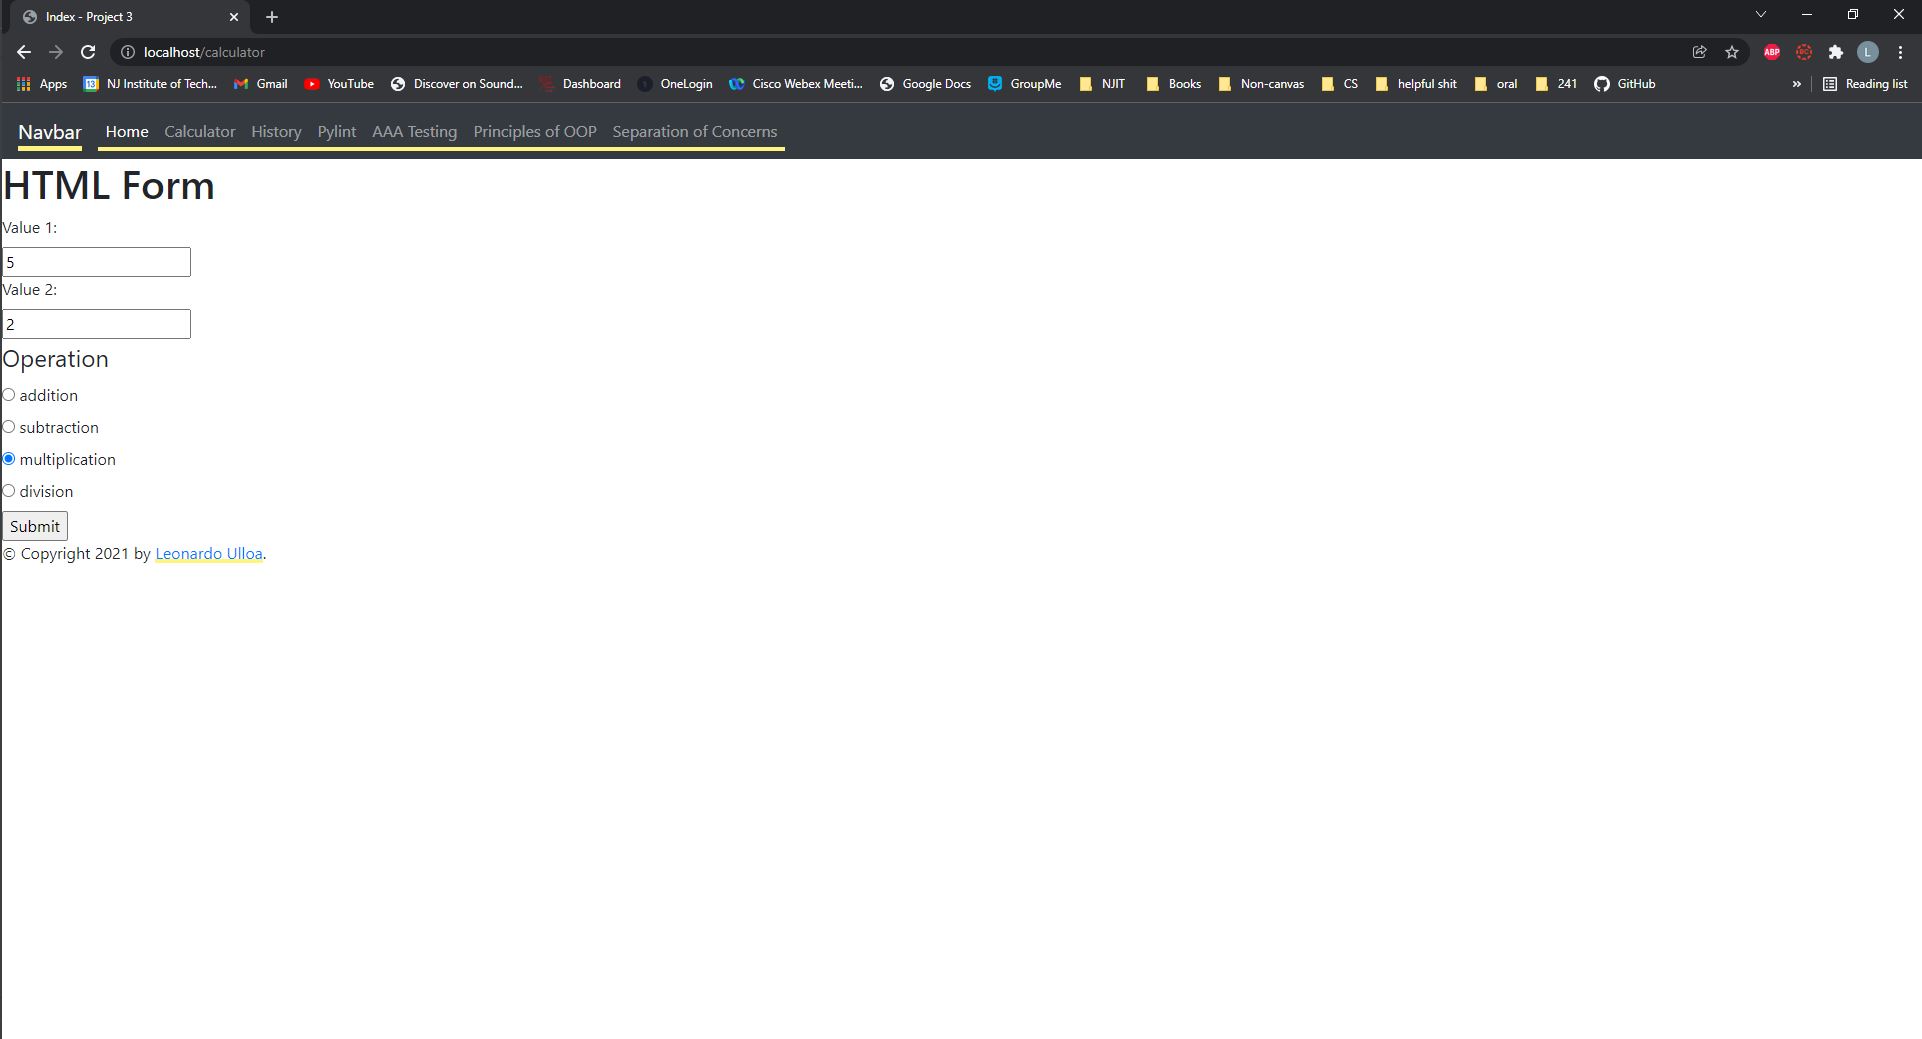 Index - Project 3
localhost/calculator
ABP
L
Apps 13 NJ Institute of Tech... Gmail YouTube Discover on Sound... Dashboard OneLogin Cisco Webex Meeti... Google Docs GroupMe NJIT Books Non-canvas CS helpful shit oral 241 GitHub » Reading list
Navbar Home Calculator History Pylint AAA Testing Principles of OOP Separation of Concerns
HTML Form
Value 1:
5
Value 2:
2
Operation
addition
subtraction
multiplication
division
Submit
© Copyright 2021 by Leonardo Ulloa.